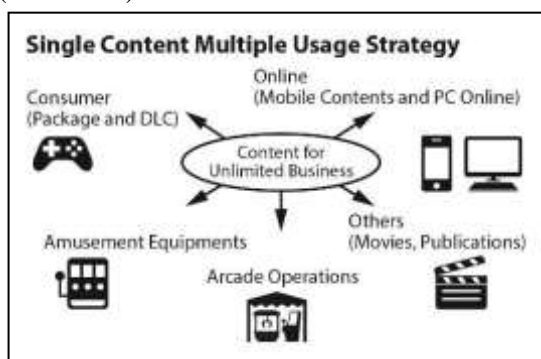 Single Content Multiple Usage Strategy
Online
(Mobile Contents and PC Online)
Consumer
(Package and DLC)
Content for
Unlimited Business
Amusement Equipments
Others
(Movies, Publications)
Arcade Operations